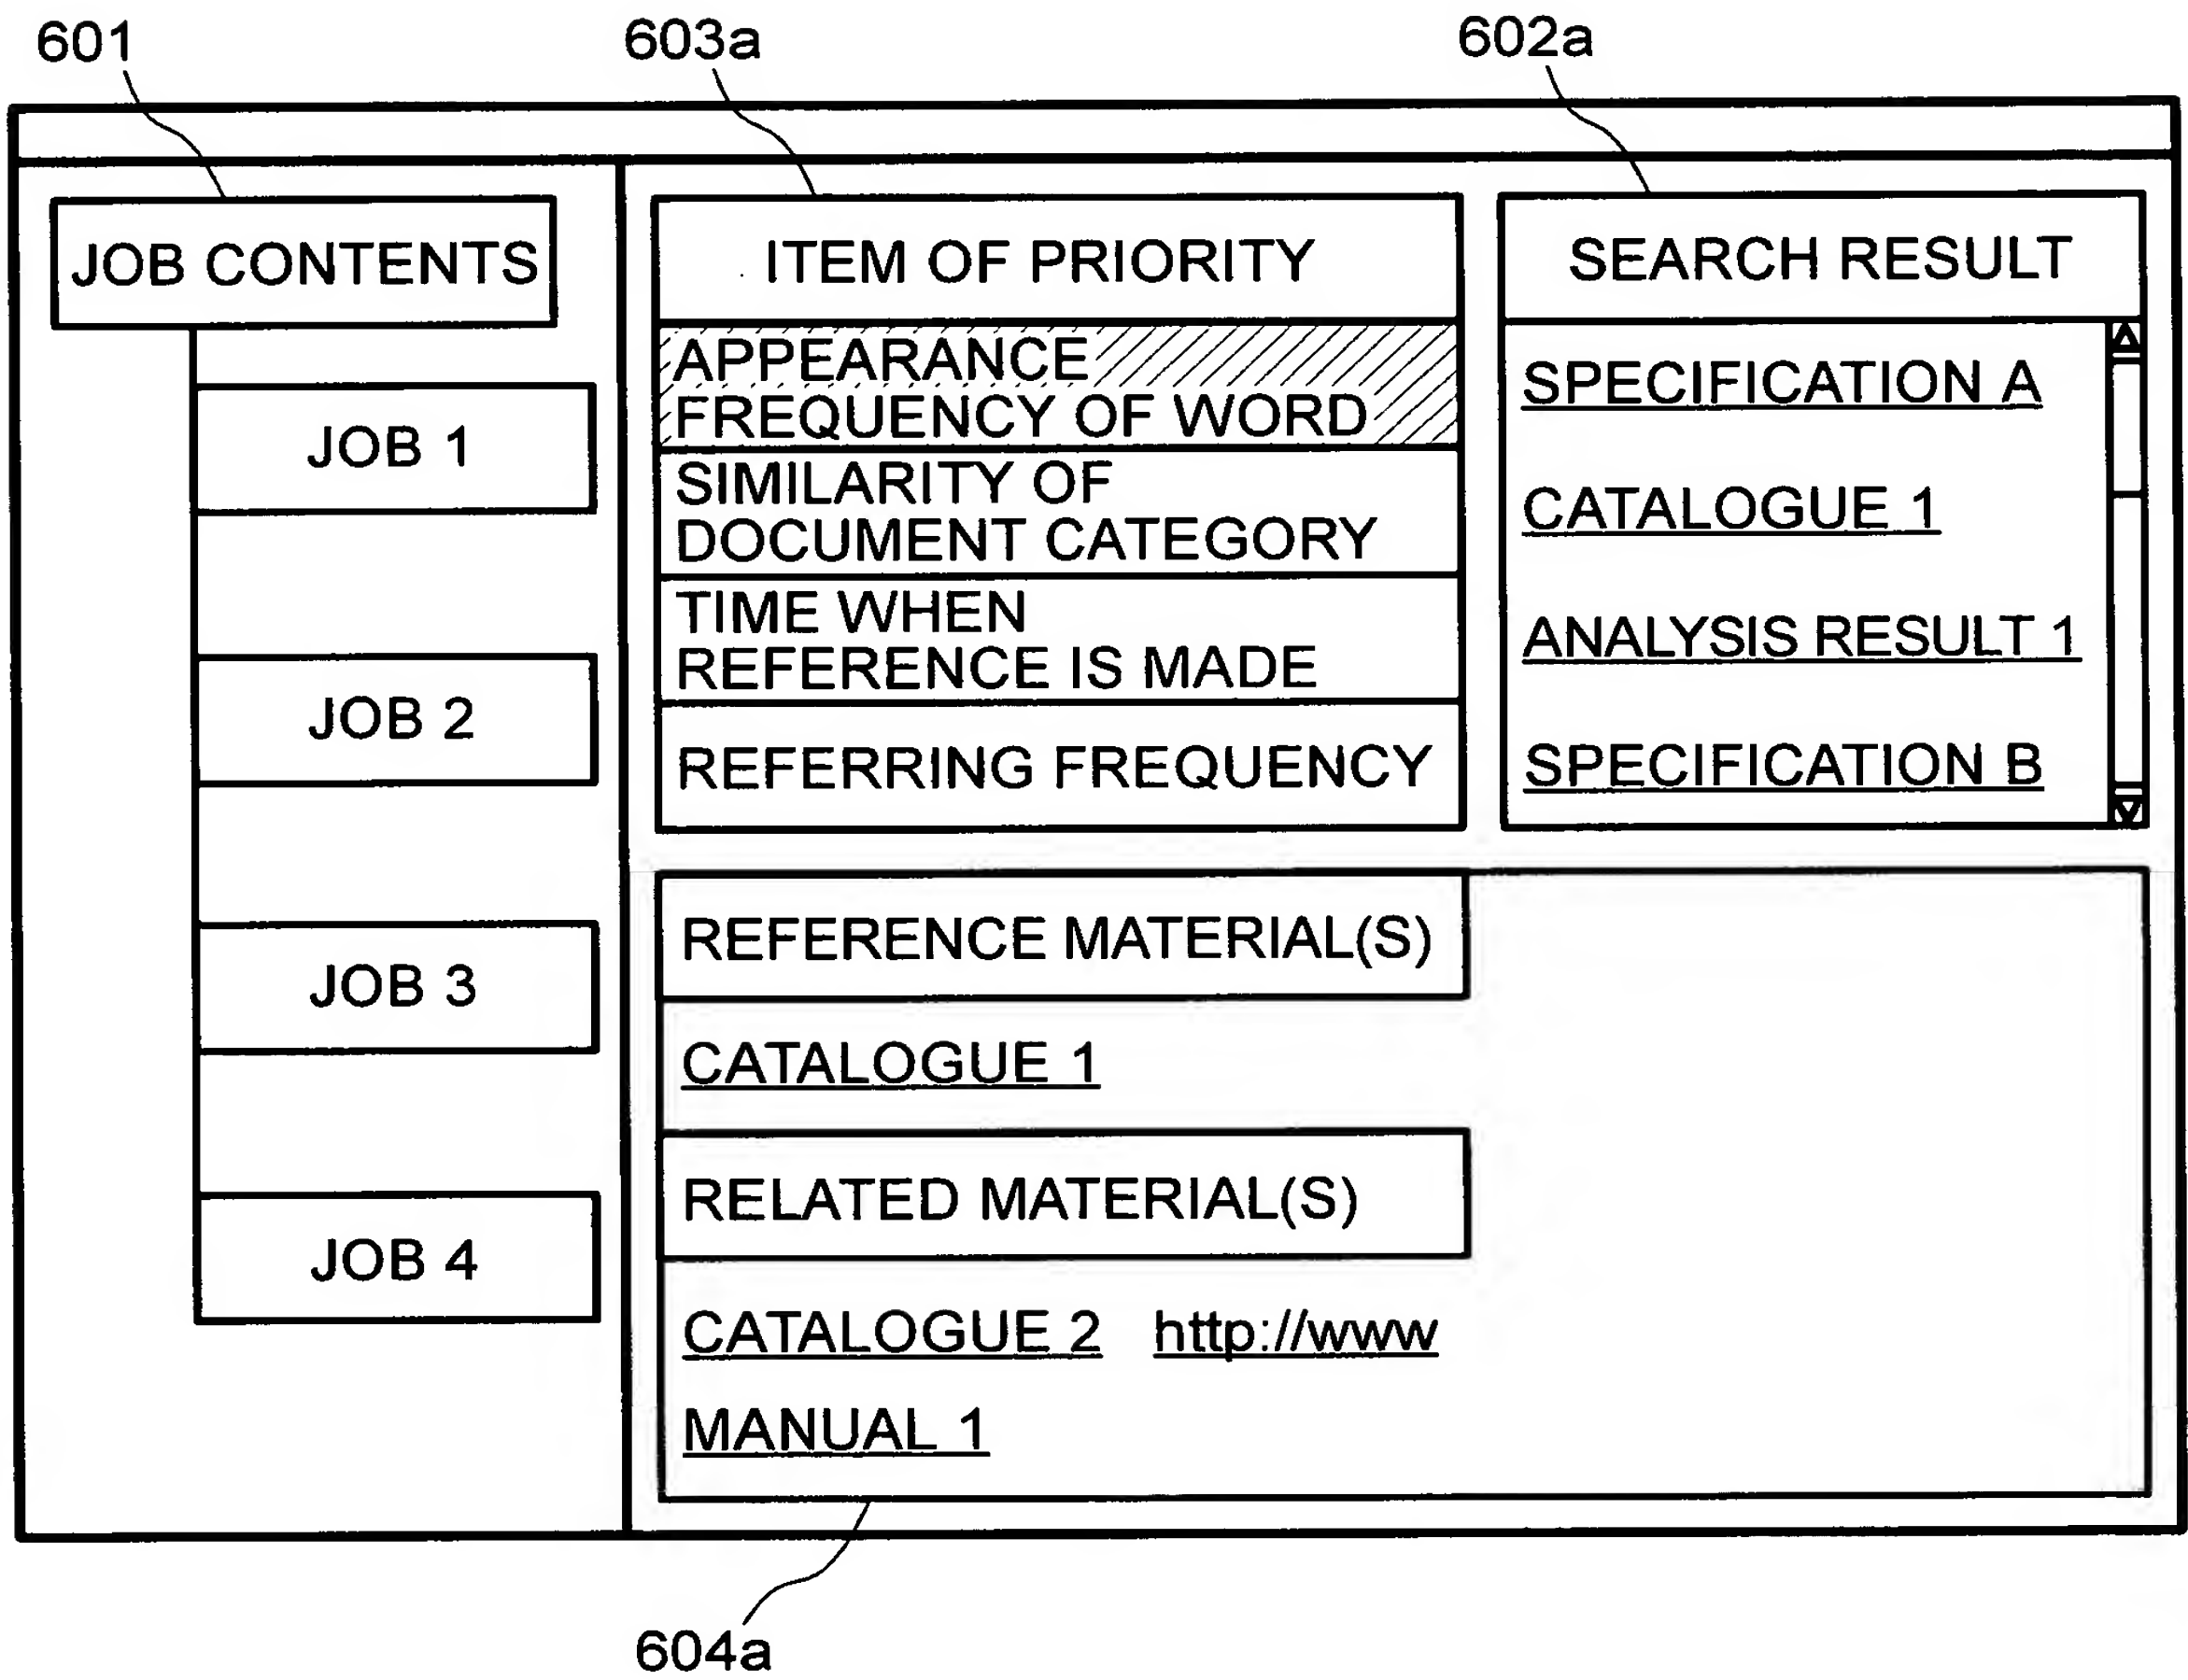 601
603a
602a
JOB CONTENTS
JOB 1
JOB 2
JOB 3
JOB 4
ITEM OF PRIORITY
APPEARANCE
FREQUENCY OF WORD
SIMILARITY OF
DOCUMENT CATEGORY
TIME WHEN
REFERENCE IS MADE
REFERRING FREQUENCY
SEARCH RESULT
SPECIFICATION A
CATALOGUE 1
ANALYSIS RESULT 1
SPECIFICATION B
REFERENCE MATERIAL(S)
CATALOGUE 1
RELATED MATERIAL(S)
CATALOGUE 2 http://www
MANUAL 1
604a